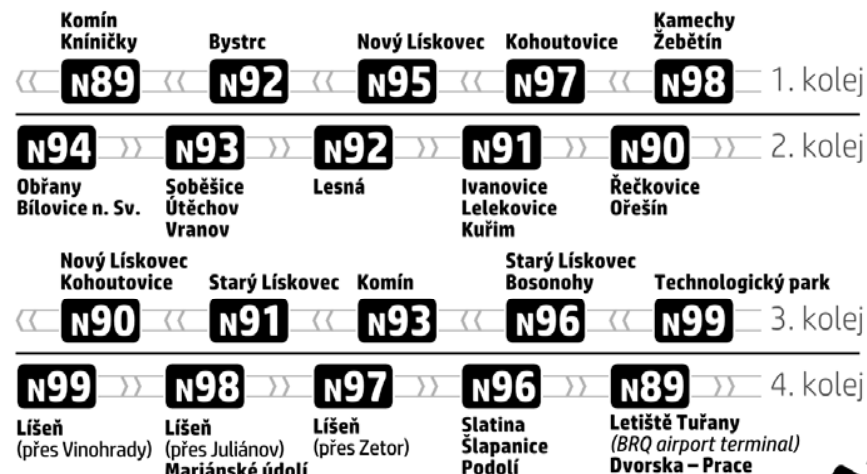 Komín
Kníničky
Bystrc
Nový Lískovec
Kohoutovice
Kamechy
Žebětín
N89 N92 N95 N97 N98 1. kolej
N94 N93 N92 N91 N90 2. kolej
Obřany
Bílovice n. Sv.
Soběšice
Útěchov
Vranov
Lesná
Ivanovice
Lelekovice
Kuřim
Řečkovice
Ořešín
Nový Lískovec
Kohoutovice
Starý Lískovec
Komín
Starý Lískovec
Bosonohy
Technologický park
N90 N91 N93 N96 N99 3. kolej
N99 N98 N97 N96 N89 4. kolej
Líšeň
(přes Vinohrady)
Líšeň
(přes Juliánov)
Mariánské údolí
Líšeň
(přes Zetor)
Slatina
Šlapanice
Podolí
Letiště Tuřany
(BRQ airport terminal)
Dvorska – Prace